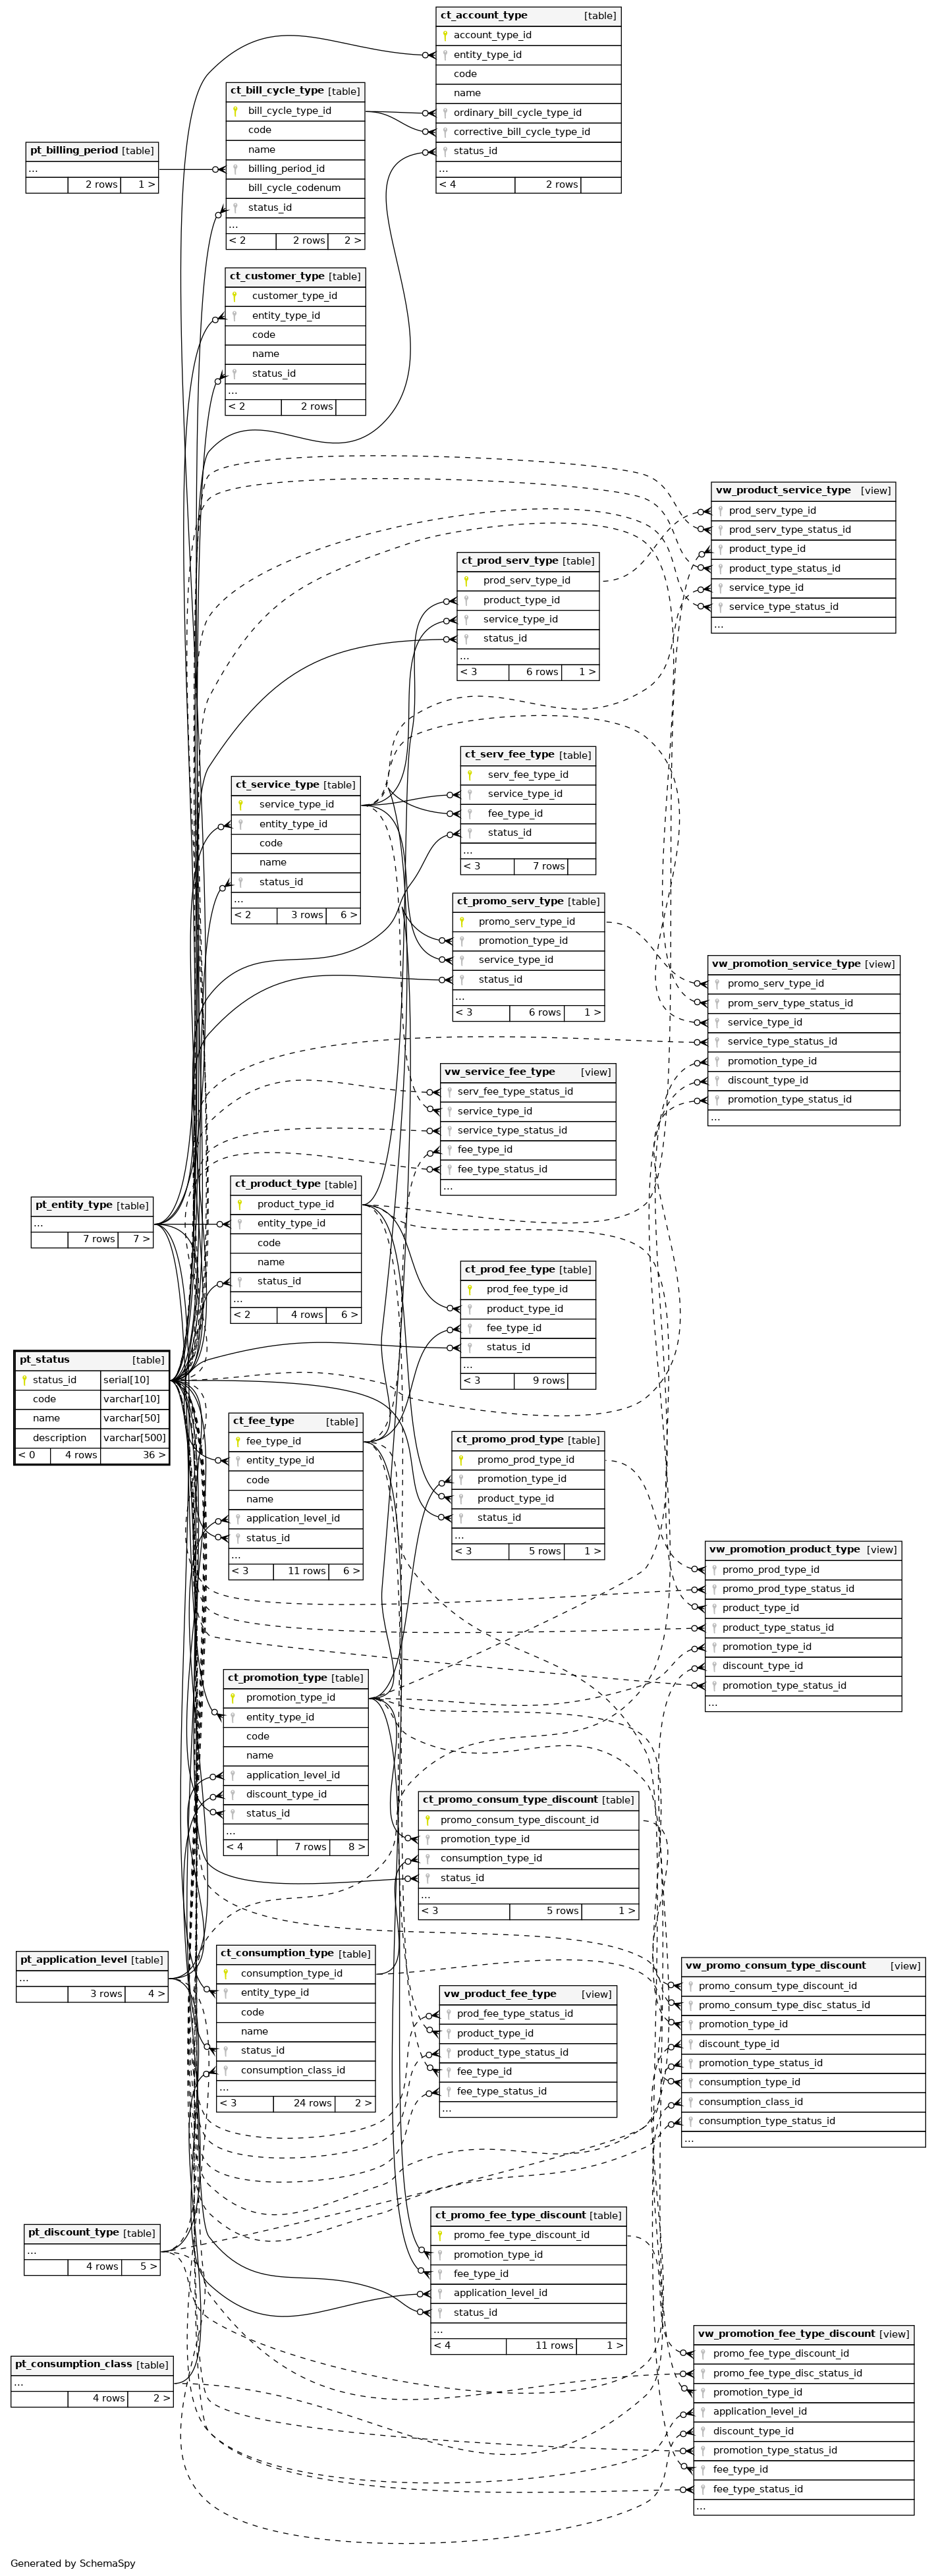 ct_account_type [table]
account_type_id
entity_type_id
code
name
ordinary_bill_cycle_type_id
corrective_bill_cycle_type_id
status_id
...
< 4 2 rows
ct_bill_cycle_type [table]
bill_cycle_type_id
code
name
billing_period_id
bill_cycle_codenum
status_id
...
< 2 2 rows 2 >
pt_billing_period [table]
...
2 rows 1 >
ct_customer_type [table]
customer_type_id
entity_type_id
code
name
status_id
...
< 2 2 rows
vw_product_service_type [view]
prod_serv_type_id
prod_serv_type_status_id
product_type_id
product_type_status_id
service_type_id
service_type_status_id
...
ct_prod_serv_type [table]
prod_serv_type_id
product_type_id
service_type_id
status_id
...
< 3 6 rows 1 >
ct_serv_fee_type [table]
serv_fee_type_id
service_type_id
fee_type_id
status_id
...
< 3 7 rows
ct_service_type [table]
service_type_id
entity_type_id
code
name
status_id
...
< 2 3 rows 6 >
ct_promo_serv_type [table]
promo_serv_type_id
promotion_type_id
service_type_id
status_id
...
< 3 6 rows 1 >
vw_promotion_service_type [view]
promo_serv_type_id
prom_serv_type_status_id
service_type_id
service_type_status_id
promotion_type_id
discount_type_id
promotion_type_status_id
...
vw_service_fee_type [view]
serv_fee_type_status_id
service_type_id
service_type_status_id
fee_type_id
fee_type_status_id
...
ct_product_type [table]
product_type_id
entity_type_id
code
name
status_id
...
< 2 4 rows 6 >
pt_entity_type [table]
...
7 rows 7 >
ct_prod_fee_type [table]
prod_fee_type_id
product_type_id
fee_type_id
status_id
...
< 3 9 rows
pt_status [table]
status_id serial[10]
code varchar[10]
name varchar[50]
description varchar[500]
< 0 4 rows 36 >
ct_fee_type [table]
fee_type_id
entity_type_id
code
name
application_level_id
status_id
...
< 3 11 rows 6 >
ct_promo_prod_type [table]
promo_prod_type_id
promotion_type_id
product_type_id
status_id
...
< 3 5 rows 1 >
vw_promotion_product_type [view]
promo_prod_type_id
promo_prod_type_status_id
product_type_id
product_type_status_id
promotion_type_id
discount_type_id
promotion_type_status_id
...
ct_promotion_type [table]
promotion_type_id
entity_type_id
code
name
application_level_id
discount_type_id
status_id
...
< 4 7 rows 8 >
ct_promo_consum_type_discount [table]
promo_consum_type_discount_id
promotion_type_id
consumption_type_id
status_id
...
< 3 5 rows 1 >
pt_application_level [table]
...
3 rows 4 >
ct_consumption_type [table]
consumption_type_id
entity_type_id
code
name
status_id
consumption_class_id
...
< 3 24 rows 2 >
vw_product_fee_type [view]
prod_fee_type_status_id
product_type_id
product_type_status_id
fee_type_id
fee_type_status_id
...
vw_promo_consum_type_discount [view]
promo_consum_type_discount_id
promo_consum_type_disc_status_id
promotion_type_id
discount_type_id
promotion_type_status_id
consumption_type_id
consumption_class_id
consumption_type_status_id
...
ct_promo_fee_type_discount [table]
promo_fee_type_discount_id
promotion_type_id
fee_type_id
application_level_id
status_id
...
< 4 11 rows 1 >
pt_discount_type [table]
...
4 rows 5 >
pt_consumption_class [table]
...
4 rows 2 >
vw_promotion_fee_type_discount [view]
promo_fee_type_discount_id
promo_fee_type_disc_status_id
promotion_type_id
application_level_id
discount_type_id
promotion_type_status_id
fee_type_id
fee_type_status_id
...
Generated by SchemaSpy